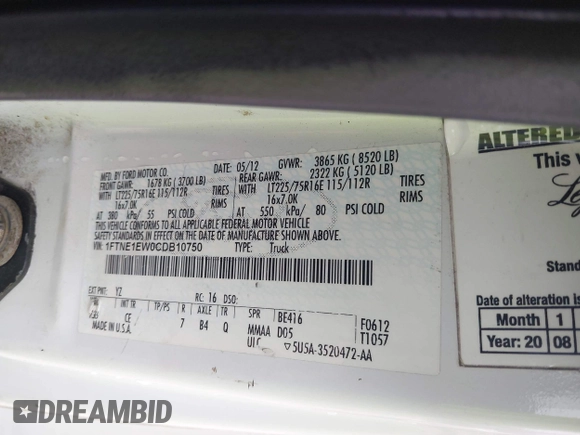 MFD. BY FORD MOTOR CO.
DATE: 05/12 GVWR: 3865 KG ( 8520 LB)
FRONT GAWR: 1678 KG ( 3700 LB)
REAR GAWR: 2322 KG ( 5120 LB)
WITH LT225/75R16E 115/112R TIRES
WITH LT225/75R16E 115/112R TIRES
16x7.0K RIMS
16x7.0K RIMS
AT 380 kPa/ 55 PSI COLD
AT 550 kPa/ 80 PSI COLD
THIS VEHICLE CONFORMS TO ALL APPLICABLE FEDERAL MOTOR VEHICLE
SAFETY STANDARDS IN EFFECT ON THE DATE OF MANUFACTURE SHOWN ABOVE.
VIN: 1FTNE1EW0CDB10750
TYPE: Truck
EXT PNT: YZ RC: 16 DSO:
INT TR TP/PS R AXLE TR SPR BE416 F0612
CE 7 B4 Q MMAA D05 T1057
MADE IN U.S.A. ULC 5U5A-3520472-AA
ALTERED
This v
Stand
Date of alteration is
Month 1
Year: 20 08
DREAMBID